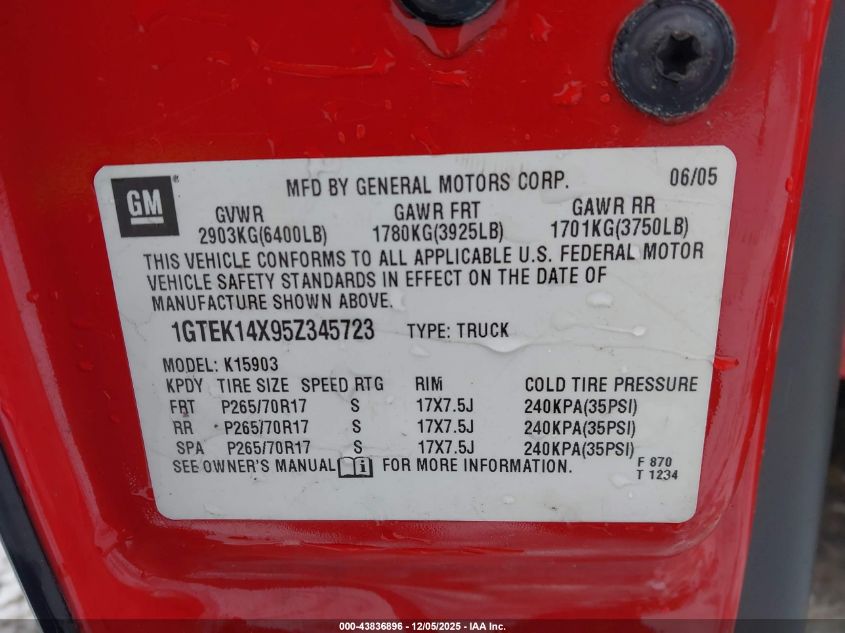 GM
MFD BY GENERAL MOTORS CORP. 06/05
GVWR GAWR FRT GAWR RR
2903KG(6400LB) 1780KG(3925LB) 1701KG(3750LB)
THIS VEHICLE CONFORMS TO ALL APPLICABLE U.S. FEDERAL MOTOR
VEHICLE SAFETY STANDARDS IN EFFECT ON THE DATE OF
MANUFACTURE SHOWN ABOVE.
1GTEK14X95Z345723 TYPE: TRUCK
MODEL: K15903
KPDY TIRE SIZE SPEED RTG RIM COLD TIRE PRESSURE
FRT P265/70R17 S 17X7.5J 240KPA(35PSI)
RR P265/70R17 S 17X7.5J 240KPA(35PSI)
SPA P265/70R17 S 17X7.5J 240KPA(35PSI)
SEE OWNER'S MANUAL FOR MORE INFORMATION.
F 870
T 1234
000-43836896 - 12/05/2025 - IAA Inc.